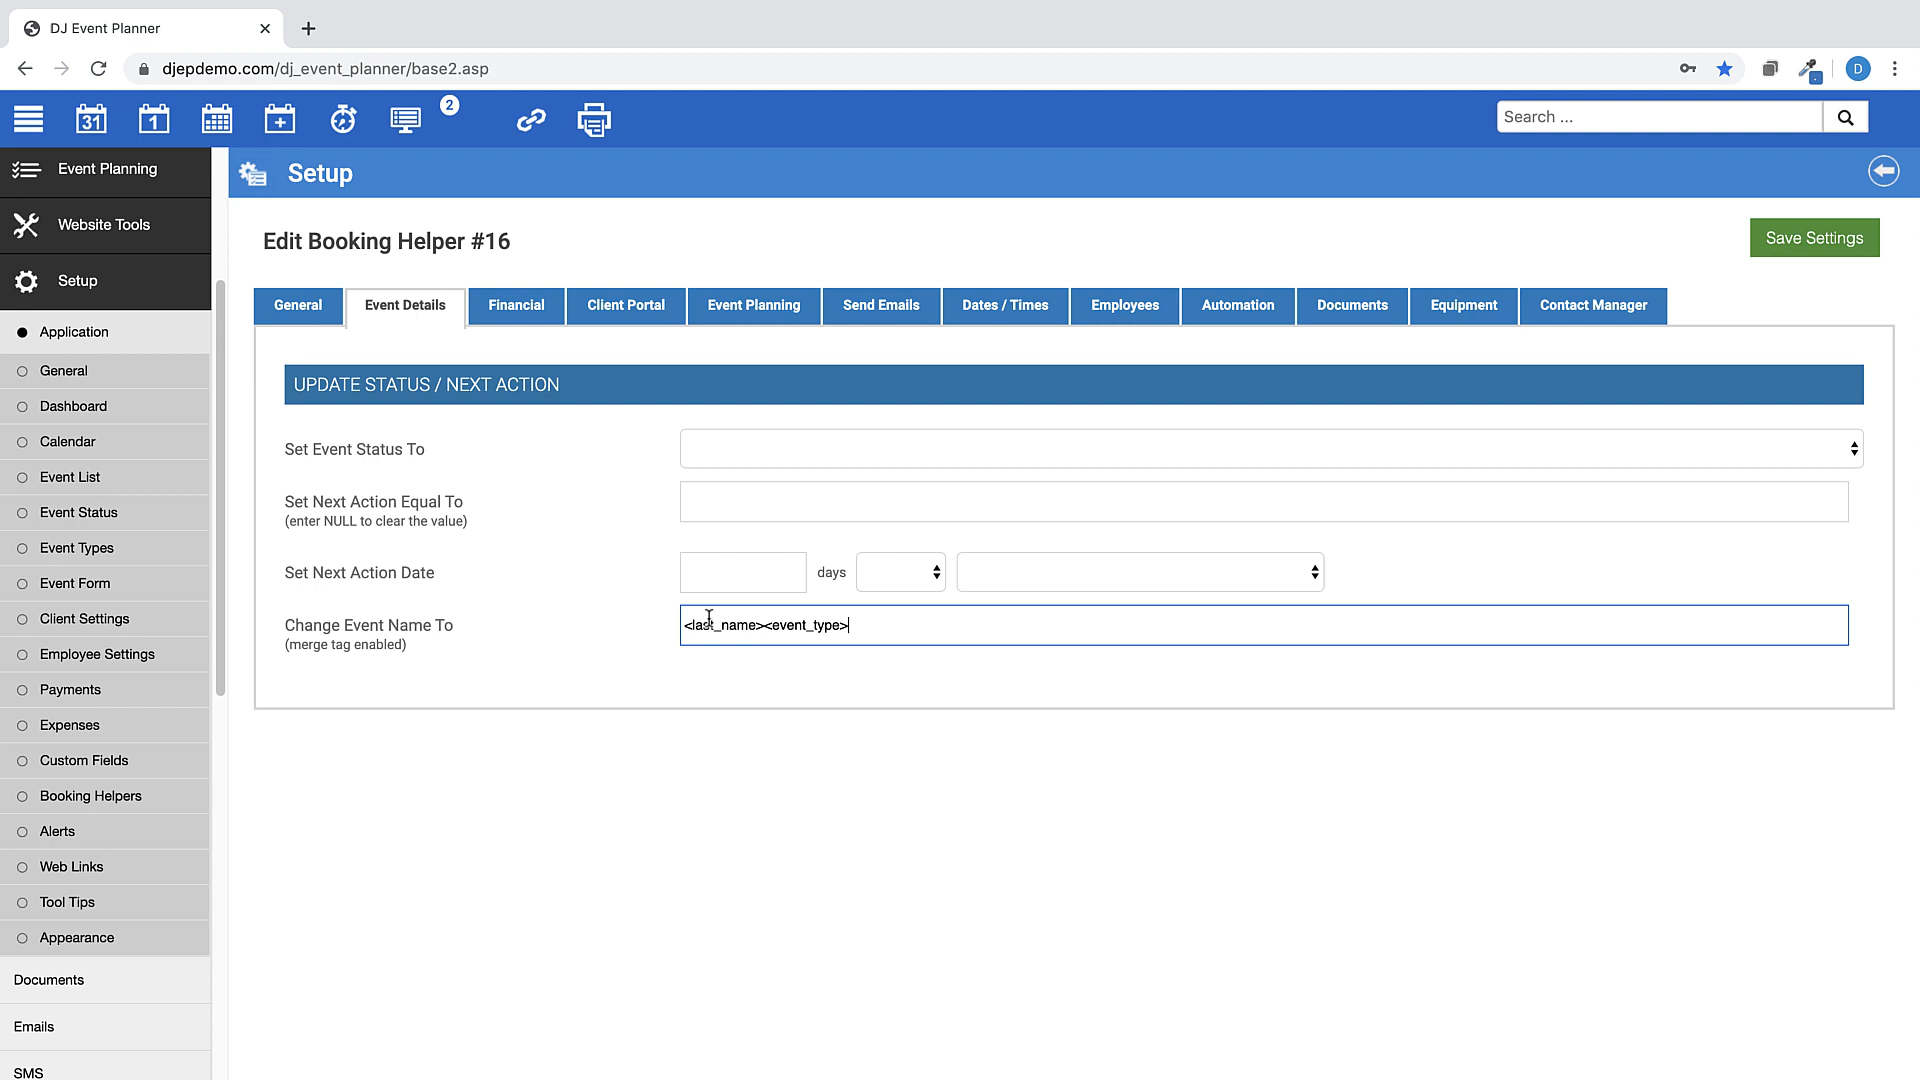 DJ Event Planner
djepdemo.com/dj_event_planner/base2.asp
D
31
1
2
Search ...
Event Planning
Website Tools
Setup
Application
General
Dashboard
Calendar
Event List
Event Status
Event Types
Event Form
Client Settings
Employee Settings
Payments
Expenses
Custom Fields
Booking Helpers
Alerts
Web Links
Tool Tips
Appearance
Documents
Emails
SMS
Setup
Edit Booking Helper #16
Save Settings
General Event Details Financial Client Portal Event Planning Send Emails Dates / Times Employees Automation Documents Equipment Contact Manager
UPDATE STATUS / NEXT ACTION
Set Event Status To
Set Next Action Equal To
(enter NULL to clear the value)
Set Next Action Date days
Change Event Name To <last_name><event_type>
(merge tag enabled)